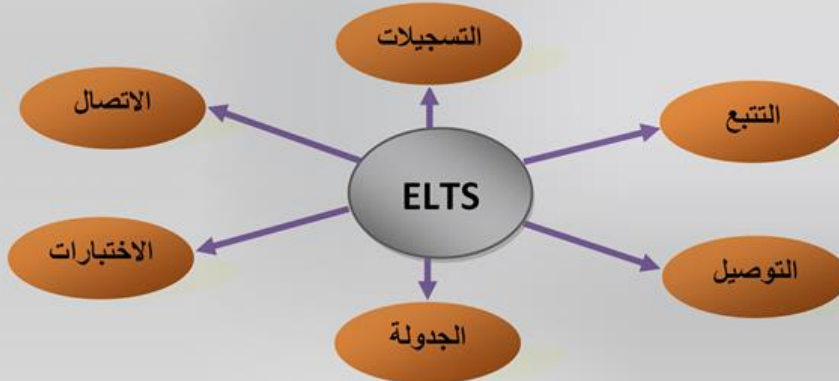 التسجيلات
التتبع
الاتصال
ELTS
التوصيل
الاختبارات
الجدولة